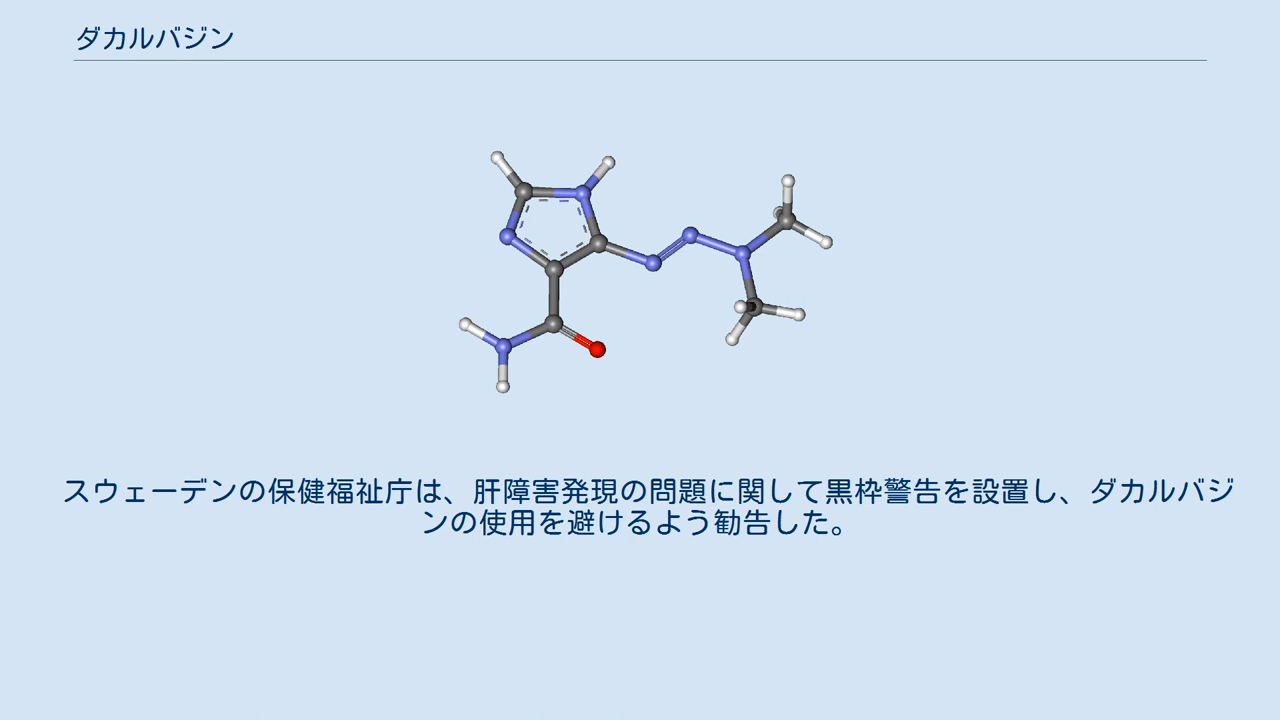 ダカルバジン
スウェーデンの保健福祉庁は、肝障害発現の問題に関して黒枠警告を設置し、ダカルバジ
ンの使用を避けるよう勧告した。